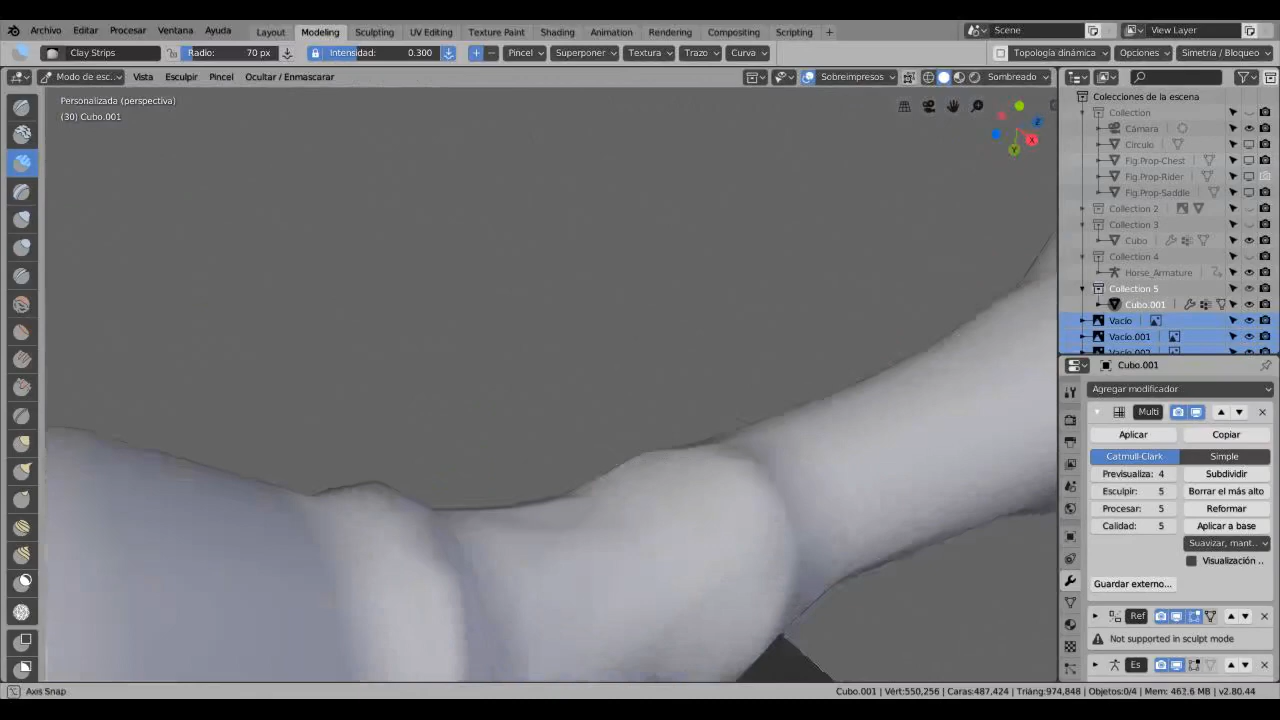 Archivo Editar Procesar Ventana Ayuda Layout Modeling Sculpting UV Editing Texture Paint Shading Animation Rendering Compositing Scripting + Scene View Layer
Clay Strips Radio: 70 px Intensidad: 0.300 + − Pincel Superponer Textura Trazo Curva Topología dinámica Opciones Simetría / Bloqueo
Modo de esc... Vista Esculpir Pincel Ocultar / Enmascarar Sobreimpresos Sombreado
Personalizada (perspectiva)
(30) Cubo.001
X
Y
Z
Colecciones de la escena
Collection
Cámara
Círculo
Fig.Prop-Chest
Fig.Prop-Rider
Fig.Prop-Saddle
Collection 2
Collection 3
Cubo
Collection 4
Horse_Armature
Collection 5
Cubo.001
Vacío
Vacío.001
Vacío.002
Cubo.001
Agregar modificador
Multi
Aplicar Copiar
Catmull-Clark Simple
Previsualiza: 4 Subdividir
Esculpir: 5 Borrar el más alto
Procesar: 5 Reformar
Calidad: 5 Aplicar a base
Suavizar, mant..
Visualización ..
Guardar externo...
Ref
Not supported in sculpt mode
Es
Axis Snap Cubo.001 | Vért:550,256 | Caras:487,424 | Triáng:974,848 | Objetos:0/4 | Mem: 462.6 MB | v2.80.44